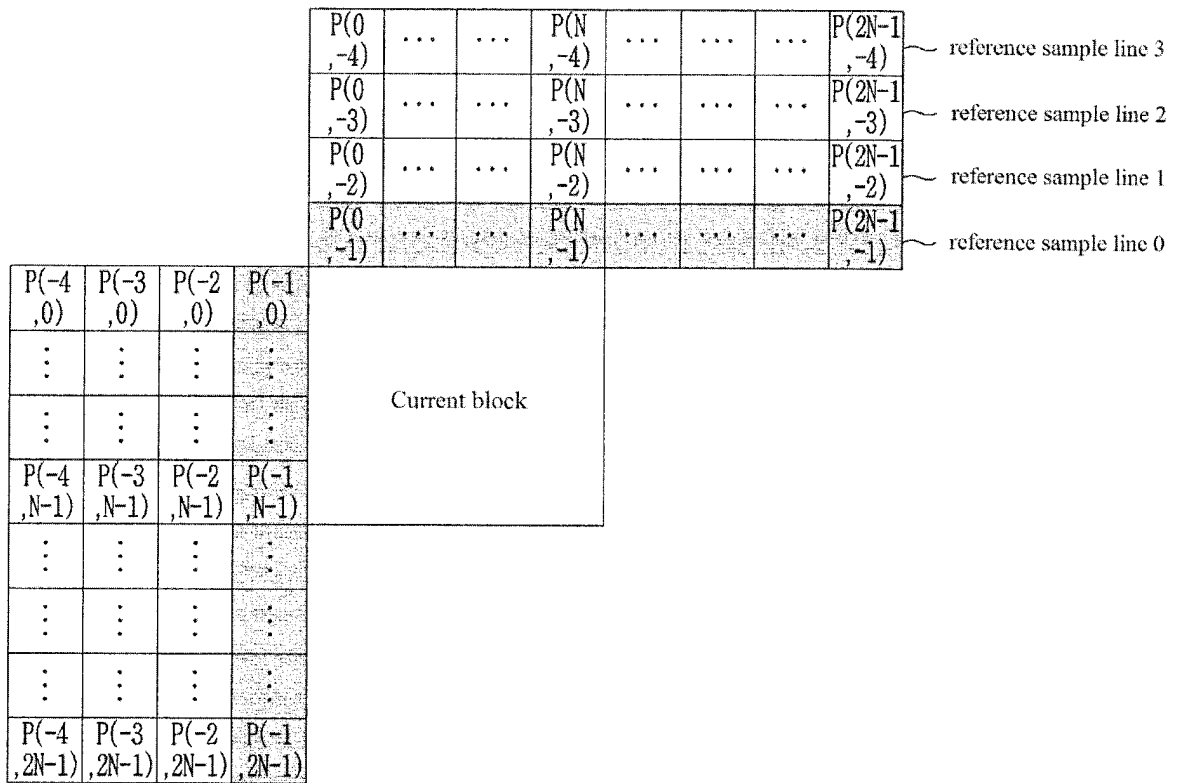 P(0 ,-4) ... ... P(N ,-4) ... ... ... P(2N-1 ,-4) reference sample line 3
P(0 ,-3) ... ... P(N ,-3) ... ... ... P(2N-1 ,-3) reference sample line 2
P(0 ,-2) ... ... P(N ,-2) ... ... ... P(2N-1 ,-2) reference sample line 1
P(0 ,-1) ... ... P(N ,-1) ... ... ... P(2N-1 ,-1) reference sample line 0
P(-4 ,0) P(-3 ,0) P(-2 ,0) P(-1 ,0)
⋮ ⋮ ⋮ ⋮
⋮ ⋮ ⋮ ⋮
Current block
P(-4 ,N-1) P(-3 ,N-1) P(-2 ,N-1) P(-1 ,N-1)
⋮ ⋮ ⋮ ⋮
⋮ ⋮ ⋮ ⋮
⋮ ⋮ ⋮ ⋮
P(-4 ,2N-1) P(-3 ,2N-1) P(-2 ,2N-1) P(-1 ,2N-1)